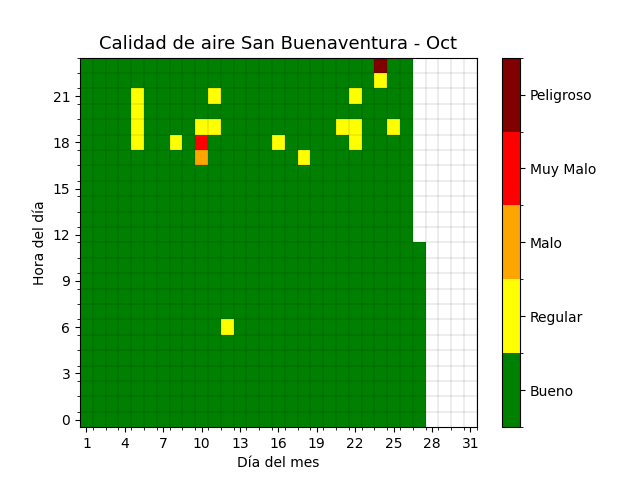 Calidad de aire San Buenaventura - Oct
Hora del día
21
18
15
12
9
6
3
0
1 4 7 10 13 16 19 22 25 28 31
Día del mes
Peligroso
Muy Malo
Malo
Regular
Bueno